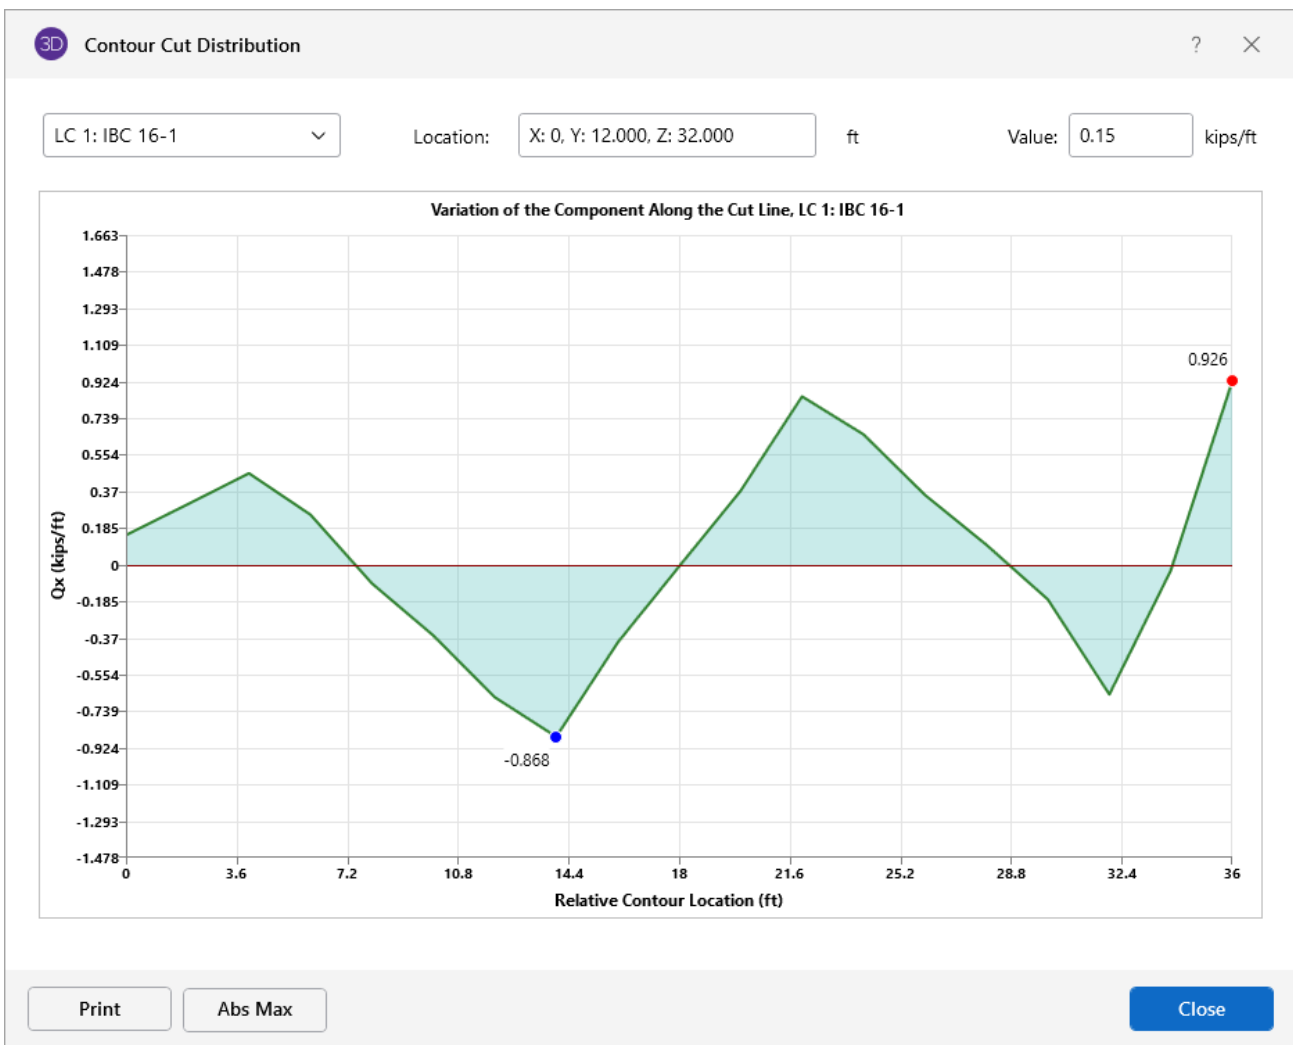 3D Contour Cut Distribution ?
LC 1: IBC 16-1 Location: X: 0, Y: 12.000, Z: 32.000 ft Value: 0.15 kips/ft
Variation of the Component Along the Cut Line, LC 1: IBC 16-1
1.663
1.478
1.293
1.109
0.924
0.739
0.554
0.37
0.185
0
-0.185
-0.37
-0.554
-0.739
-0.924
-1.109
-1.293
-1.478
Qx (kips/ft)
0.926
-0.868
0 3.6 7.2 10.8 14.4 18 21.6 25.2 28.8 32.4 36
Relative Contour Location (ft)
Print Abs Max Close